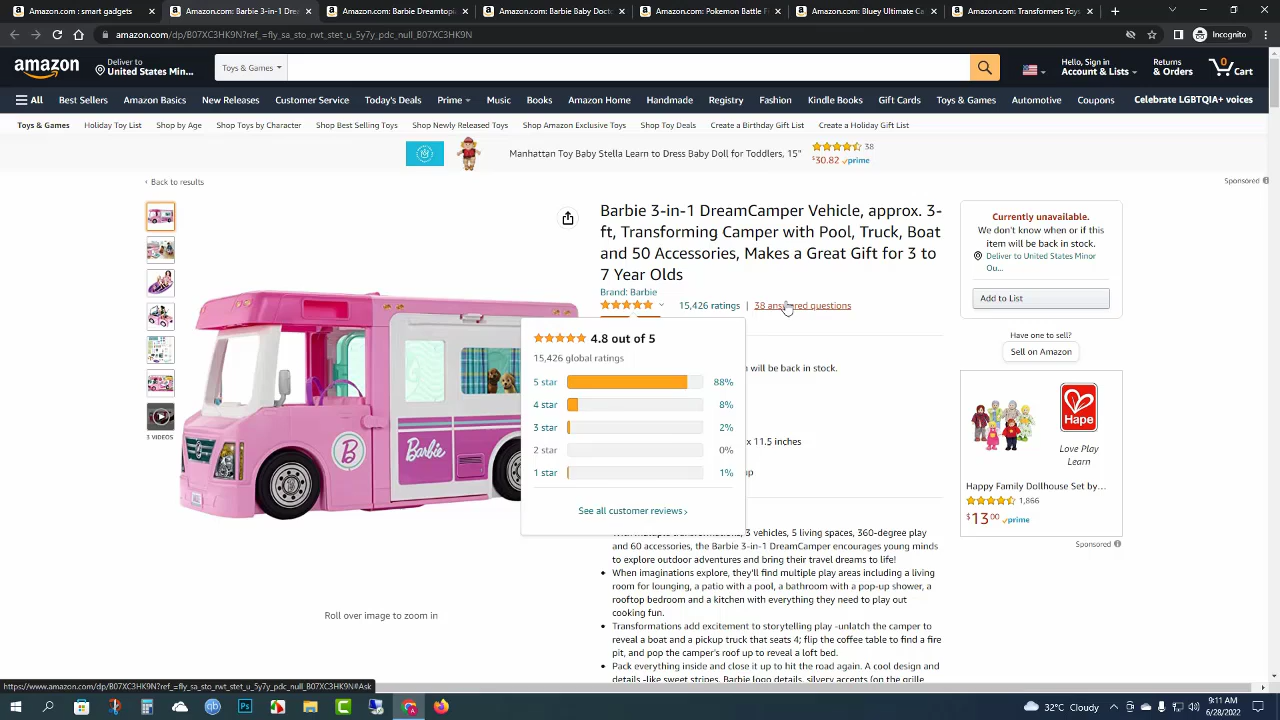 Amazon.com : smart gadgets
Amazon.com: Barbie 3-in-1 Dre
Amazon.com: Barbie Dreamtopi
Amazon.com: Barbie Baby Doct
Amazon.com: Pokemon Battle F
Amazon.com: Bluey Ultimate C
Amazon.com: Transformers Toy
amazon.com/dp/B07XC3HK9N?ref_=fly_sa_sto_rwt_stet_u_5y7y_pdc_null_B07XC3HK9N
Incognito
amazon
Deliver to
United States Min...
Toys & Games
Hello, Sign in
Account & Lists
Returns
& Orders
0
Cart
All
Best Sellers
Amazon Basics
New Releases
Customer Service
Today's Deals
Prime
Music
Books
Amazon Home
Handmade
Registry
Fashion
Kindle Books
Gift Cards
Toys & Games
Automotive
Coupons
Celebrate LGBTQIA+ voices
Toys & Games
Holiday Toy List
Shop by Age
Shop Toys by Character
Shop Best Selling Toys
Shop Newly Released Toys
Shop Amazon Exclusive Toys
Shop Toy Deals
Create a Birthday Gift List
Create a Holiday Gift List
Manhattan Toy Baby Stella Learn to Dress Baby Doll for Toddlers, 15"
38
$30.82 prime
‹ Back to results
Sponsored
Barbie 3-in-1 DreamCamper Vehicle, approx. 3-
ft, Transforming Camper with Pool, Truck, Boat
and 50 Accessories, Makes a Great Gift for 3 to
7 Year Olds
Brand: Barbie
15,426 ratings | 38 answered questions
4.8 out of 5
15,426 global ratings
5 star 88%
4 star 8%
3 star 2%
2 star 0%
1 star 1%
See all customer reviews ›
will be back in stock.
x 11.5 inches
up
B
Barbie
3 VIDEOS
Roll over image to zoom in
With multiple transformations, 3 vehicles, 5 living spaces, 360-degree play
and 60 accessories, the Barbie 3-in-1 DreamCamper encourages young minds
to explore outdoor adventures and bring their travel dreams to life!
• When imaginations explore, they'll find multiple play areas including a living
room for lounging, a patio with a pool, a bathroom with a pop-up shower, a
rooftop bedroom and a kitchen with everything they need to play out
cooking fun.
• Transformations add excitement to storytelling play -unlatch the camper to
reveal a boat and a pickup truck that seats 4; flip the coffee table to find a fire
pit, and pop the camper's roof up to reveal a loft bed.
• Pack everything inside and close it up to hit the road again. A cool design and
details -like sweet stripes, Barbie logo details, silvery accents (on the grille
Currently unavailable.
We don't know when or if this
item will be back in stock.
Deliver to United States Minor
Ou...
Add to List
Have one to sell?
Sell on Amazon
Hape
Love Play
Learn
Happy Family Dollhouse Set by...
1,866
$13 00 prime
Sponsored
https://www.amazon.com/dp/B07XC3HK9N?ref_=fly_sa_sto_rwt_stet_u_5y7y_pdc_null_B07XC3HK9N#Ask
32°C Cloudy
9:11 AM
6/28/2022